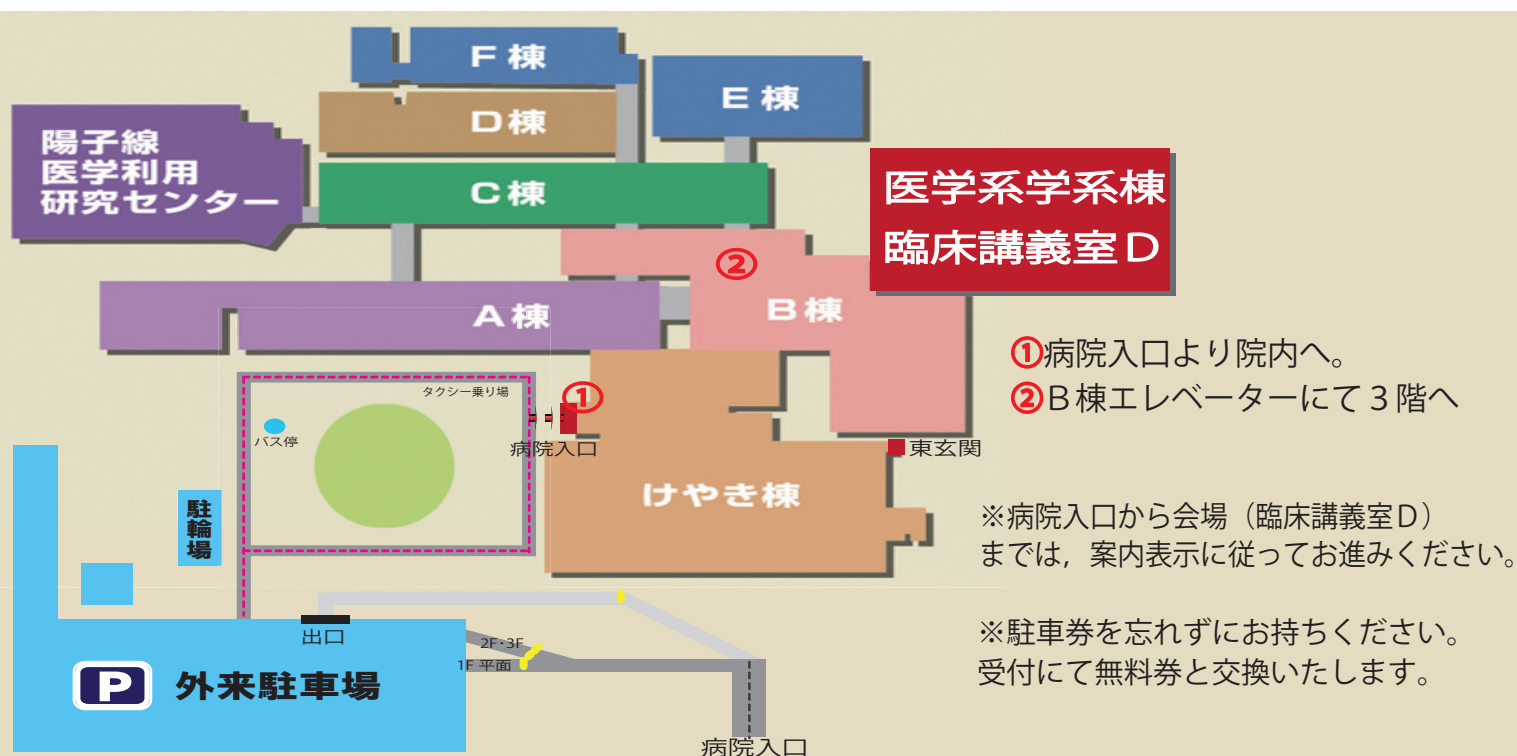 F棟
E棟
D棟
陽子線
医学利用
研究センター
C棟
医学系学系棟
臨床講義室D
②
B棟
A棟
①病院入口より院内へ。
②B棟エレベーターにて3階へ
タクシー乗り場
①
バス停
病院入口
東玄関
けやき棟
駐輪場
※病院入口から会場（臨床講義室D）
までは，案内表示に従ってお進みください。
出口
2F・3F
1F 平面
※駐車券を忘れずにお持ちください。
受付にて無料券と交換いたします。
P 外来駐車場
病院入口